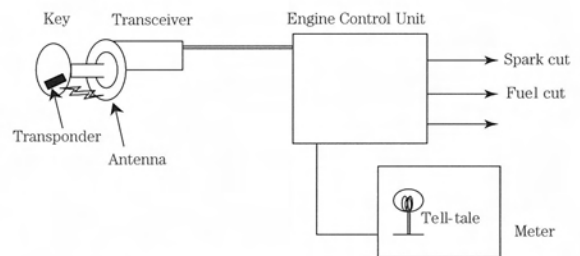 Key
Transceiver
Engine Control Unit
Spark cut
Fuel cut
Transponder
Antenna
Tell-tale
Meter